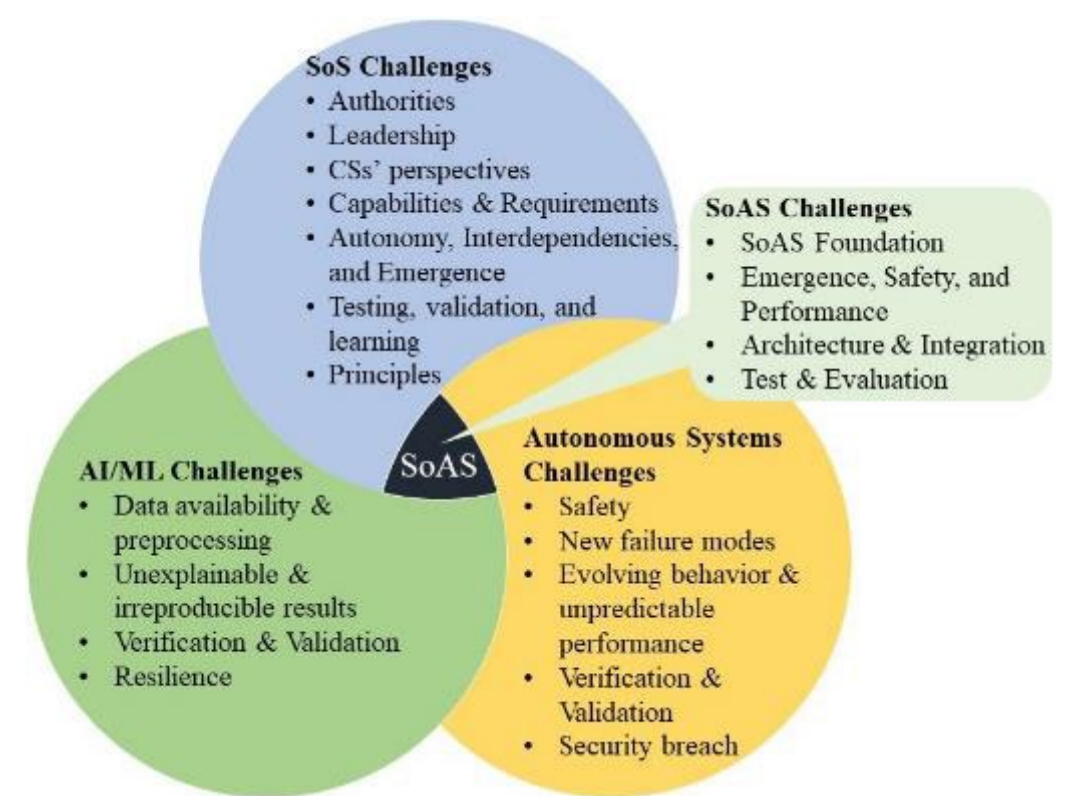 SoS Challenges
• Authorities
• Leadership
• CSs’ perspectives
• Capabilities & Requirements
• Autonomy, Interdependencies,
and Emergence
• Testing, validation, and
learning
• Principles
SoAS Challenges
• SoAS Foundation
• Emergence, Safety, and
Performance
• Architecture & Integration
• Test & Evaluation
SoAS
AI/ML Challenges
• Data availability &
preprocessing
• Unexplainable &
irreproducible results
• Verification & Validation
• Resilience
Autonomous Systems
Challenges
• Safety
• New failure modes
• Evolving behavior &
unpredictable
performance
• Verification &
Validation
• Security breach